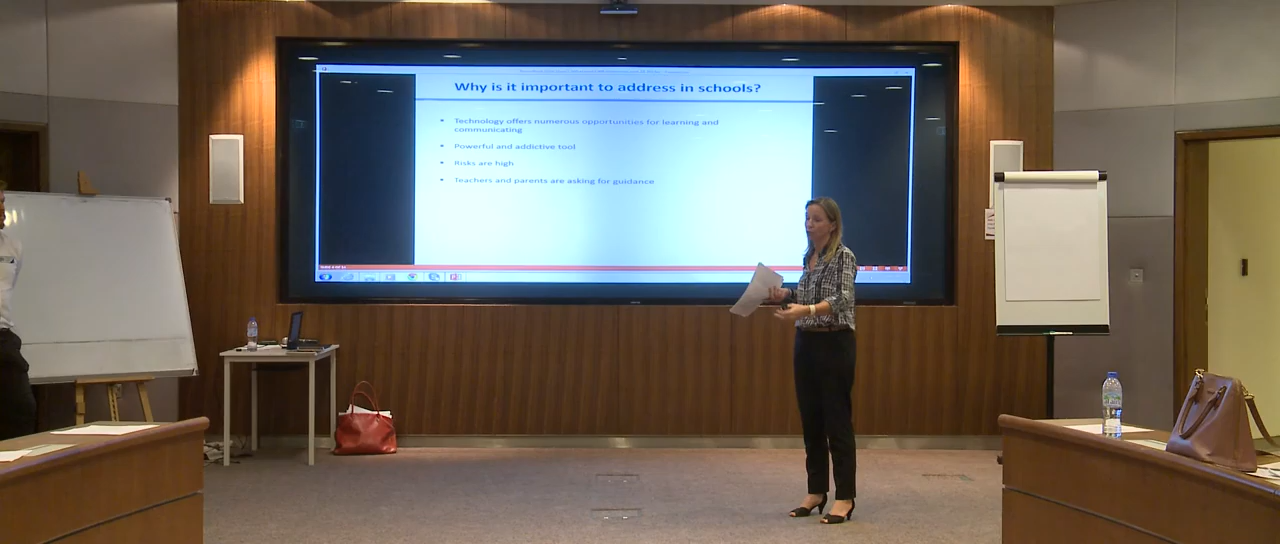 Why is it important to address in schools?
▪ Technology offers numerous opportunities for learning and
communicating
▪ Powerful and addictive tool
▪ Risks are high
▪ Teachers and parents are asking for guidance